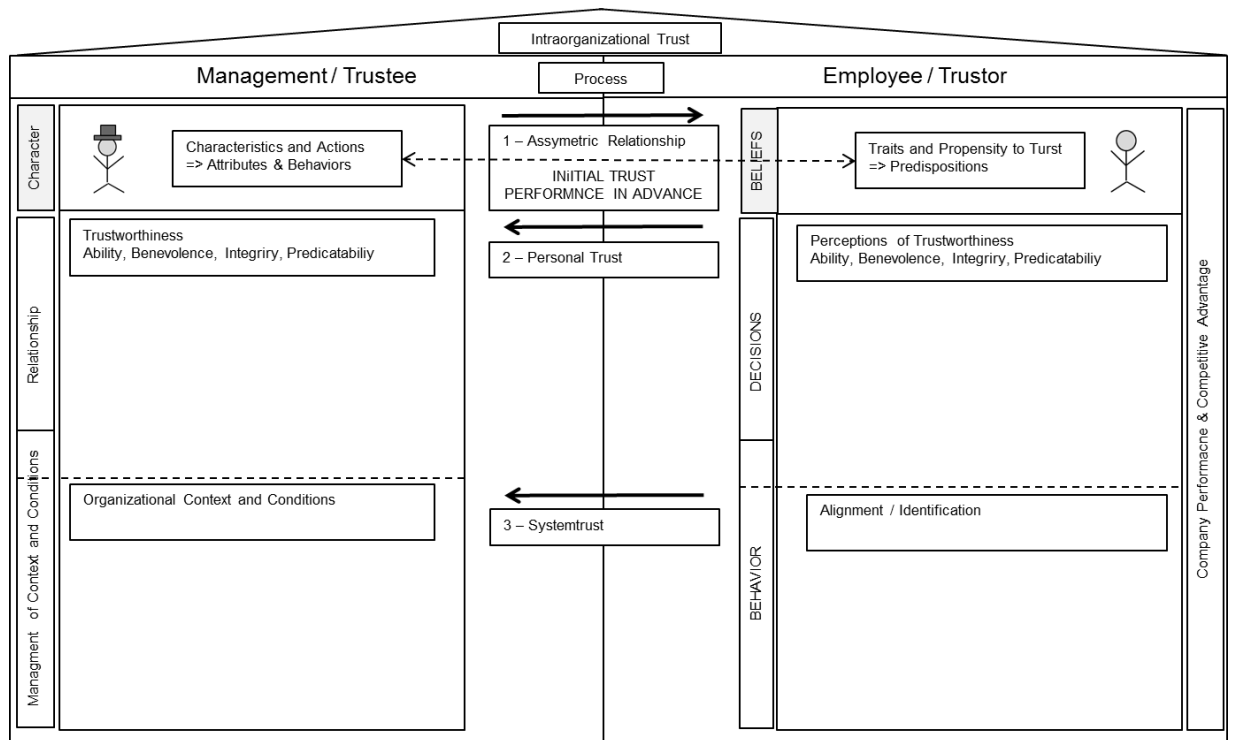 Intraorganizational Trust
Management / Trustee
Process
Employee / Trustor
Character
Characteristics and Actions
=> Attributes & Behaviors
1 – Assymetric Relationship
INiITIAL TRUST
PERFORMNCE IN ADVANCE
BELIEFS
Traits and Propensity to Turst
=> Predispositions
Relationship
Trustworthiness
Ability, Benevolence, Integriry, Predicatabiliy
2 – Personal Trust
DECISIONS
Perceptions of Trustworthiness
Ability, Benevolence, Integriry, Predicatabiliy
Managment of Context and Conditions
Organizational Context and Conditions
3 – Systemtrust
BEHAVIOR
Alignment / Identification
Company Performacne & Competitive Advantage